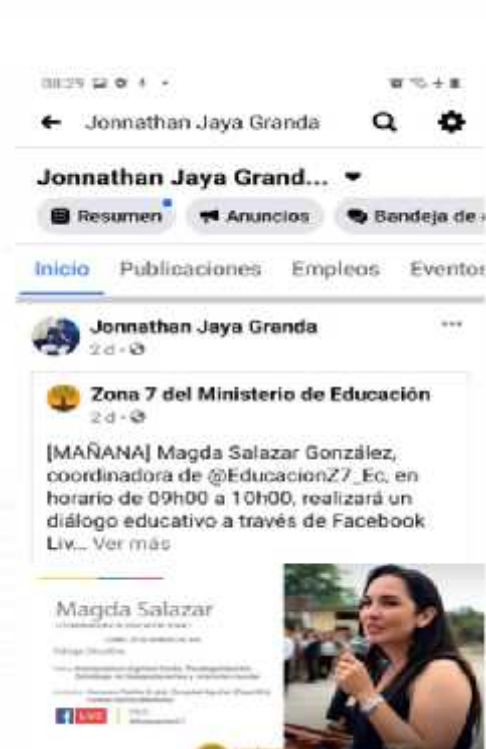 08:29
Jonnathan Jaya Granda
Jonnathan Jaya Grand...
Resumen
Anuncios
Bandeja de
Inicio
Publicaciones
Empleos
Eventos
Jonnathan Jaya Granda
2 d
Zona 7 del Ministerio de Educación
2 d
[MAÑANA] Magda Salazar González,
coordinadora de @EducacionZ7_Ec, en
horario de 09h00 a 10h00, realizará un
diálogo educativo a través de Facebook
Liv... Ver más
Magda Salazar
LIVE